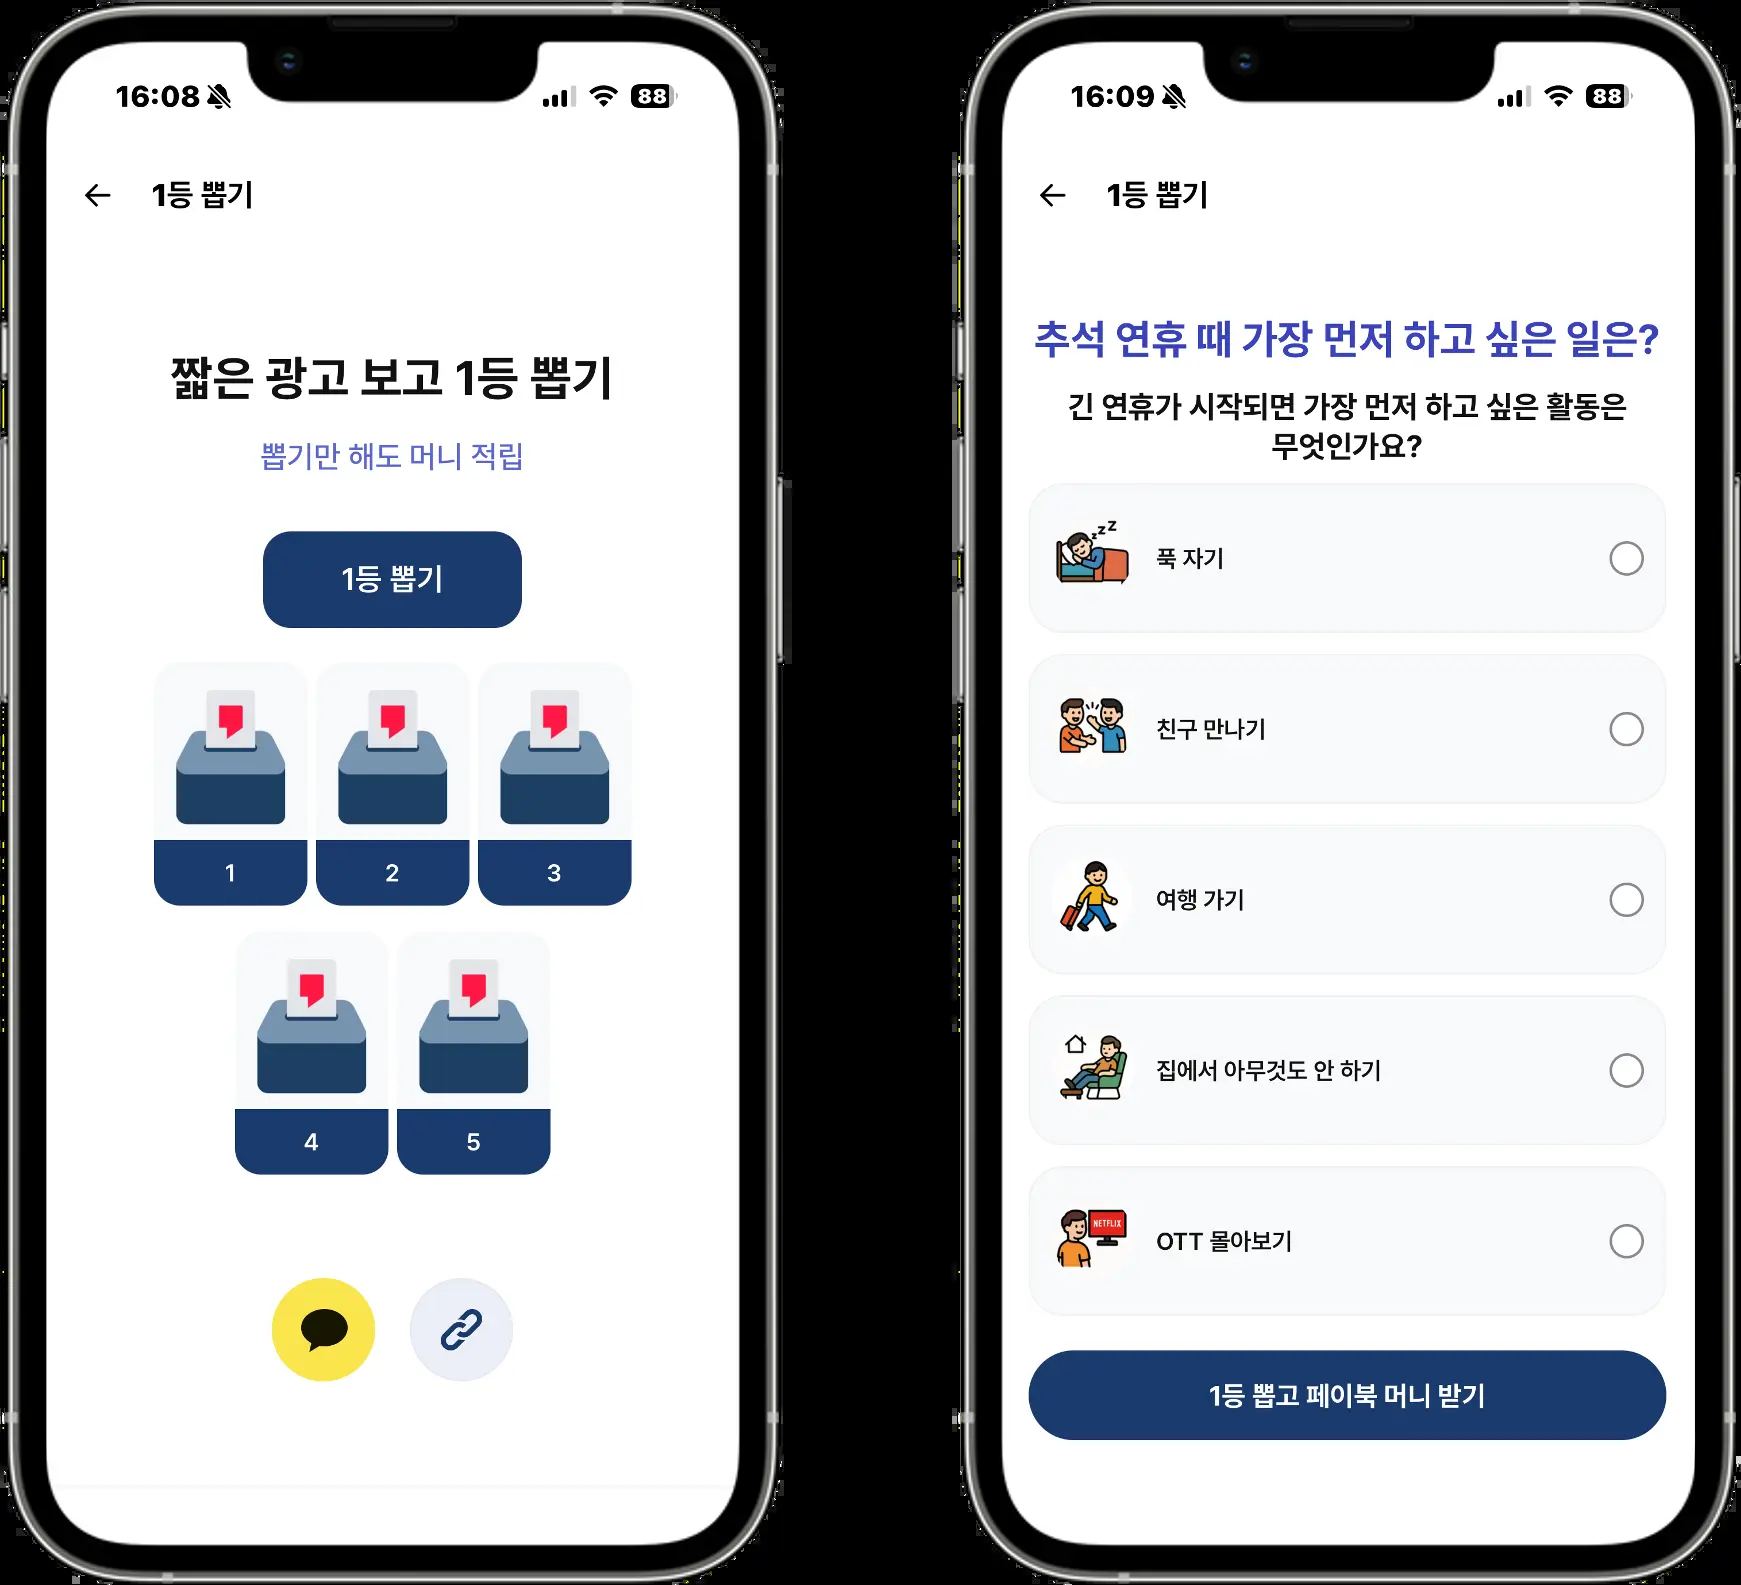 16:08
88
1등 뽑기
짧은 광고 보고 1등 뽑기
뽑기만 해도 머니 적립
1등 뽑기
1
2
3
4
5
16:09
88
1등 뽑기
추석 연휴 때 가장 먼저 하고 싶은 일은?
긴 연휴가 시작되면 가장 먼저 하고 싶은 활동은
무엇인가요?
zzZ
푹 자기
친구 만나기
여행 가기
집에서 아무것도 안 하기
NETFLIX
OTT 몰아보기
1등 뽑고 페이북 머니 받기